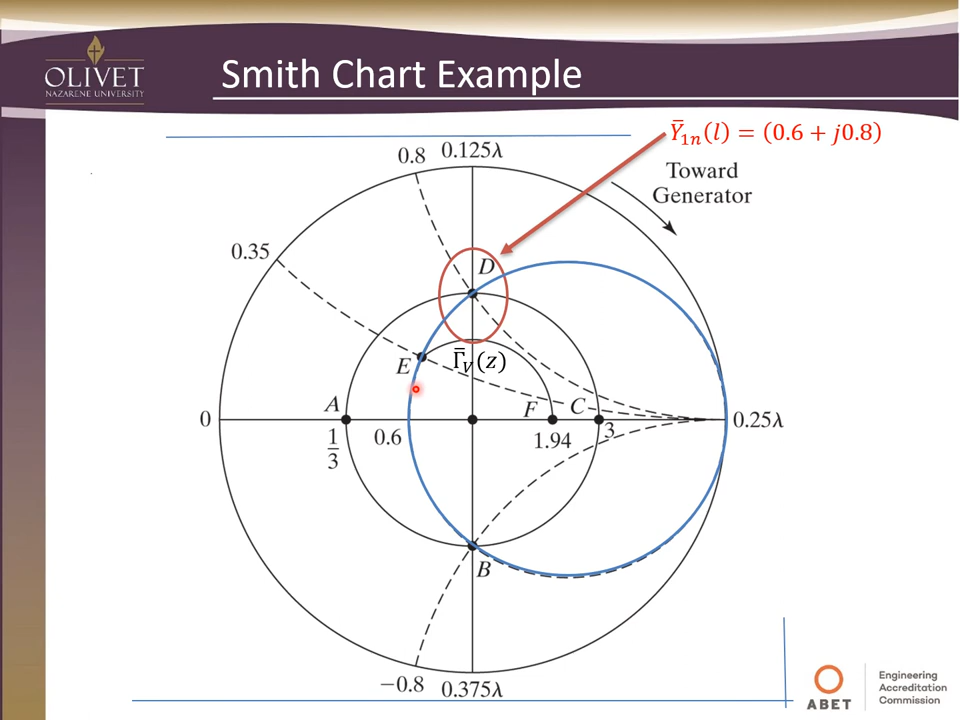 OLIVET
NAZARENE UNIVERSITY
Smith Chart Example
Ȳ₁ₙ(l) = (0.6 + j0.8)
0.8 0.125λ
Toward
Generator
0.35
D
E
Γ̄_V(z)
A
F
C
0
0.25λ
1/3
0.6
1.94
3
B
−0.8 0.375λ
ABET
Engineering
Accreditation
Commission